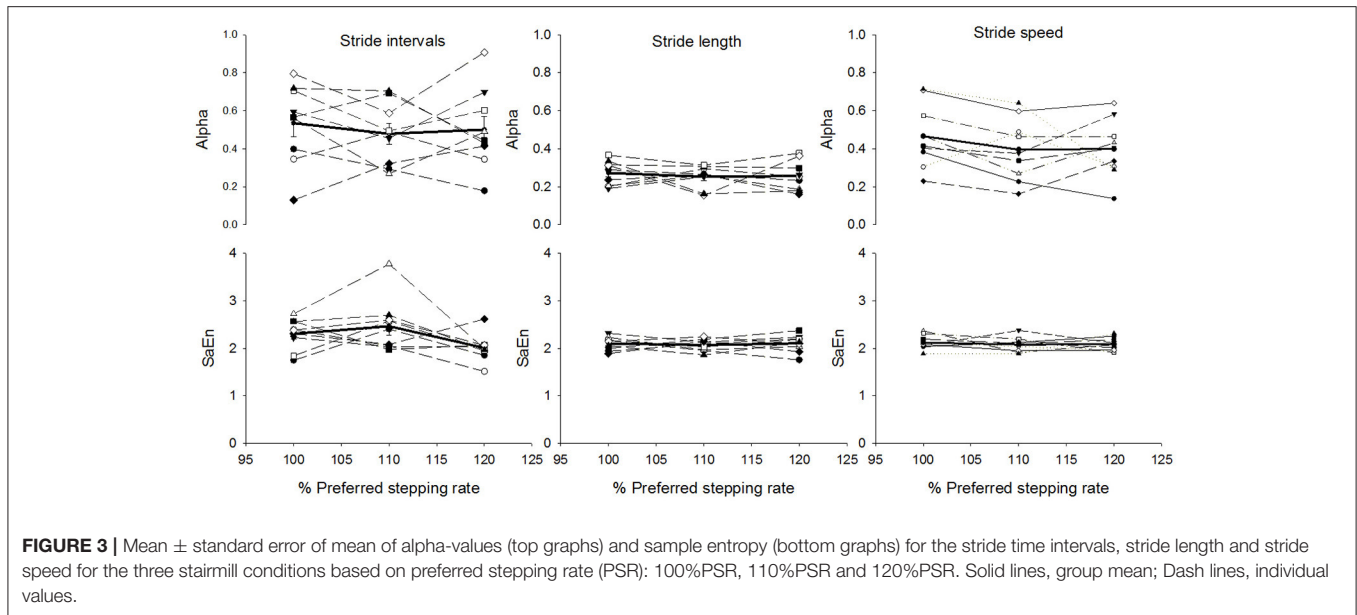 Stride intervals
Stride length
Stride speed
1.0
0.8
0.6
0.4
0.2
0.0
Alpha
1.0
0.8
0.6
0.4
0.2
0.0
Alpha
1.0
0.8
0.6
0.4
0.2
0.0
Alpha
4
3
2
1
0
SaEn
4
3
2
1
0
SaEn
4
3
2
1
0
SaEn
95 100 105 110 115 120 125
95 100 105 110 115 120 125
95 100 105 110 115 120 125
% Preferred stepping rate
% Preferred stepping rate
% Preferred stepping rate
FIGURE 3 | Mean ± standard error of mean of alpha-values (top graphs) and sample entropy (bottom graphs) for the stride time intervals, stride length and stride
speed for the three stairmill conditions based on preferred stepping rate (PSR): 100%PSR, 110%PSR and 120%PSR. Solid lines, group mean; Dash lines, individual
values.